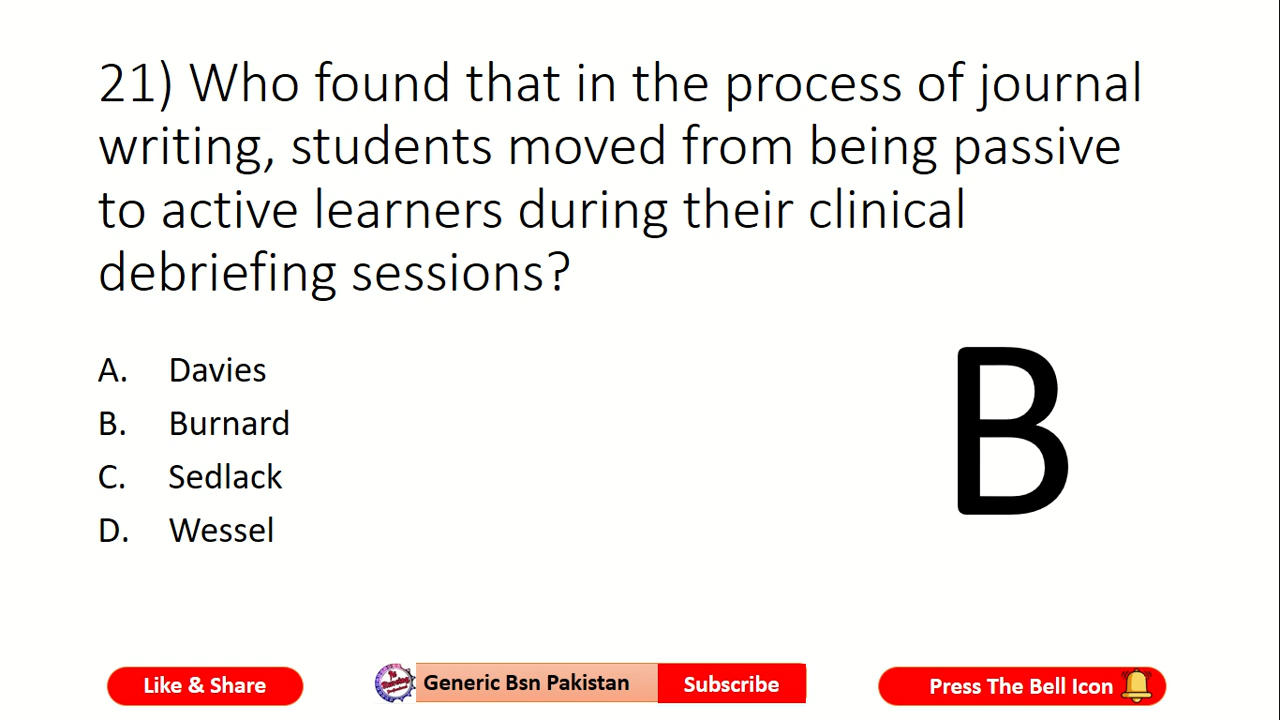 21) Who found that in the process of journal
writing, students moved from being passive
to active learners during their clinical
debriefing sessions?
A. Davies
B. Burnard
C. Sedlack
D. Wessel
B
Like & Share
Generic Bsn Pakistan
Subscribe
Press The Bell Icon